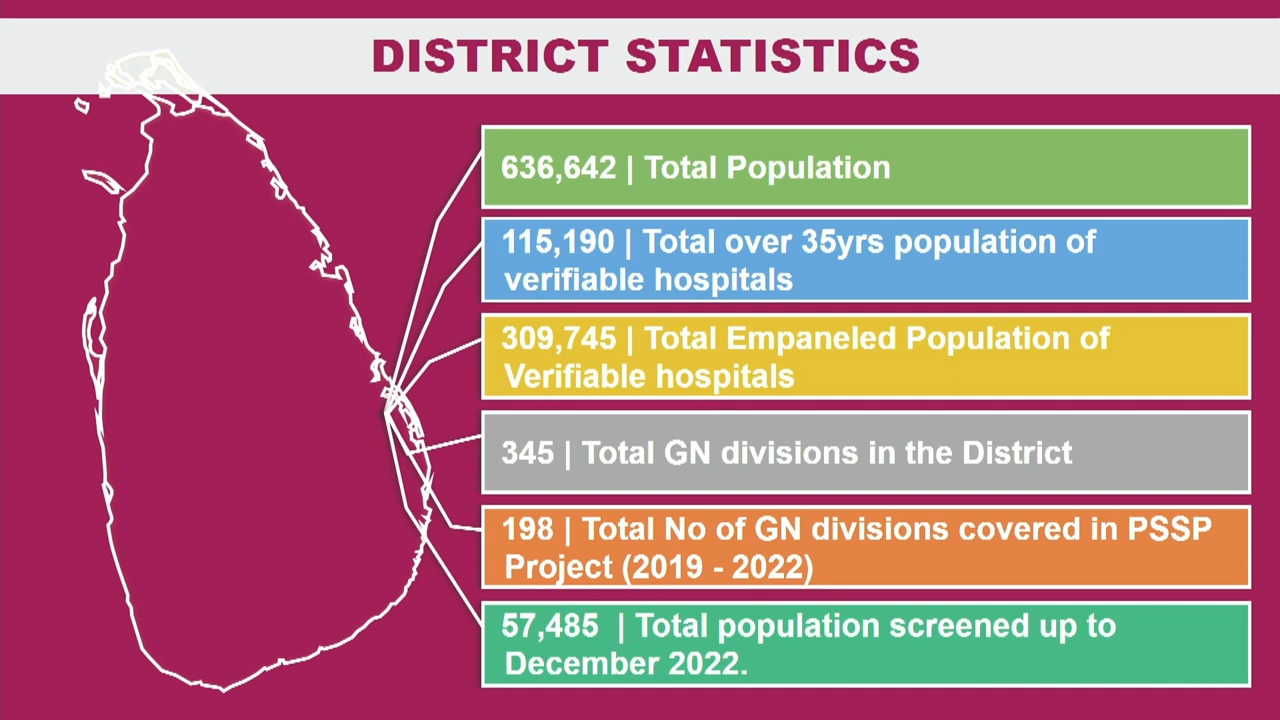 DISTRICT STATISTICS
636,642 | Total Population
115,190 | Total over 35yrs population of
verifiable hospitals
309,745 | Total Empaneled Population of
Verifiable hospitals
345 | Total GN divisions in the District
198 | Total No of GN divisions covered in PSSP
Project (2019 - 2022)
57,485 | Total population screened up to
December 2022.